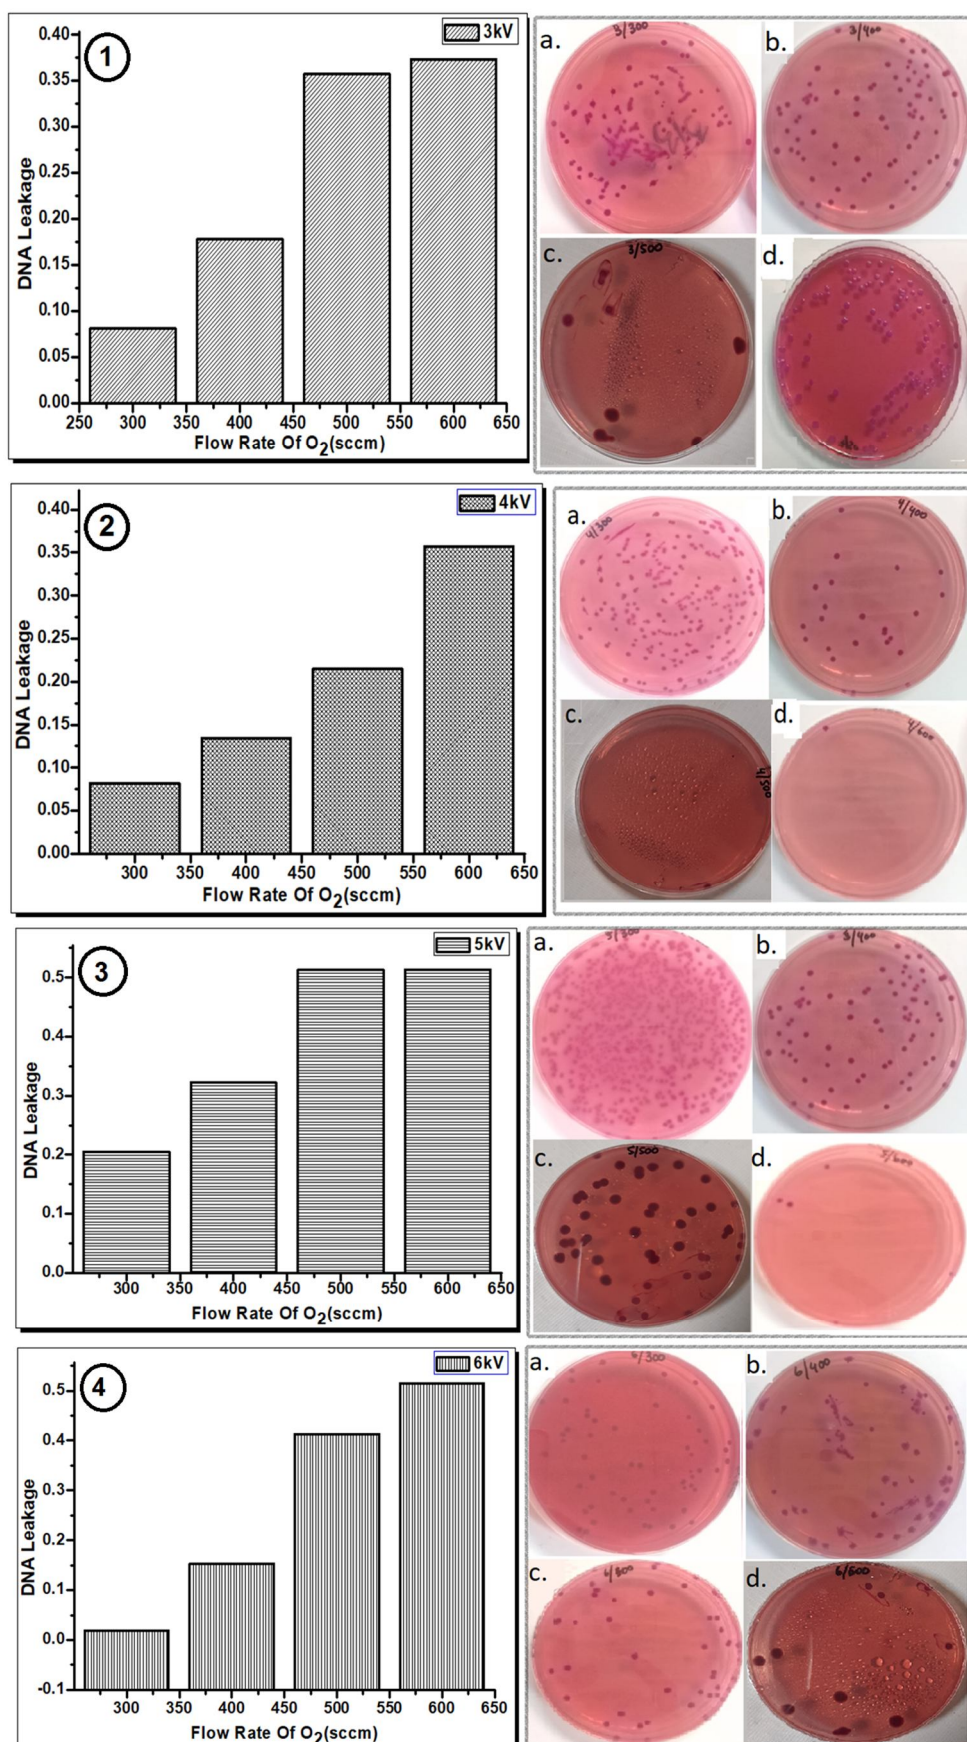 1
3kV
0.40
0.35
0.30
0.25
0.20
0.15
0.10
0.05
0.00
DNA Leakage
250 300 350 400 450 500 550 600 650
Flow Rate Of O2(sccm)
a.
3/300
b.
3/400
c.
3/500
d.
2
4kV
0.40
0.35
0.30
0.25
0.20
0.15
0.10
0.05
0.00
DNA Leakage
300 350 400 450 500 550 600 650
Flow Rate Of O2(sccm)
a.
4/300
b.
4/400
c.
4/500
d.
4/600
3
5kV
0.5
0.4
0.3
0.2
0.1
0.0
DNA Leakage
300 350 400 450 500 550 600 650
Flow Rate Of O2(sccm)
a.
5/300
b.
3/400
c.
5/500
d.
5/600
4
6kV
0.5
0.4
0.3
0.2
0.1
0.0
-0.1
DNA Leakage
300 350 400 450 500 550 600 650
Flow Rate Of O2(sccm)
a.
6/300
b.
6/400
c.
d.